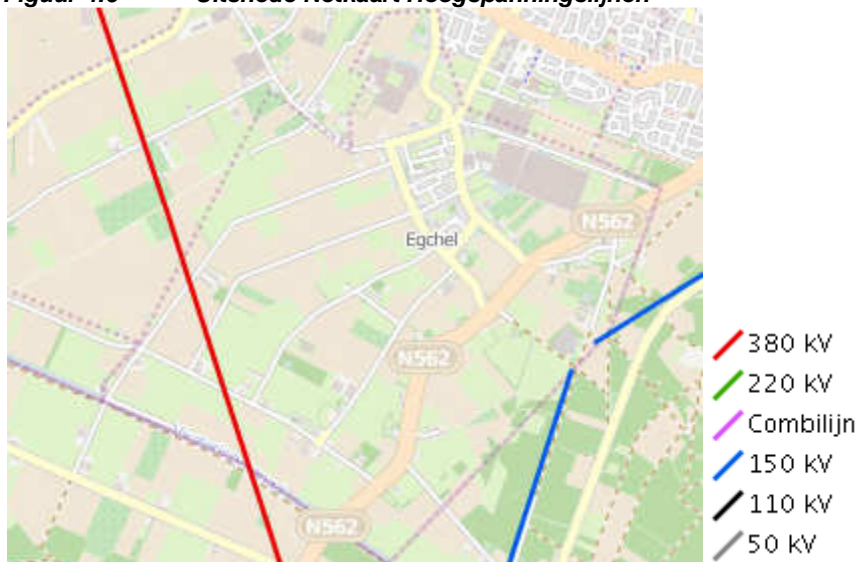 Uitsnede Netkaart Hoogspanningslijnen
N562
Egchel
N562
N562
380 kV
220 kV
Combilijn
150 kV
110 kV
50 kV